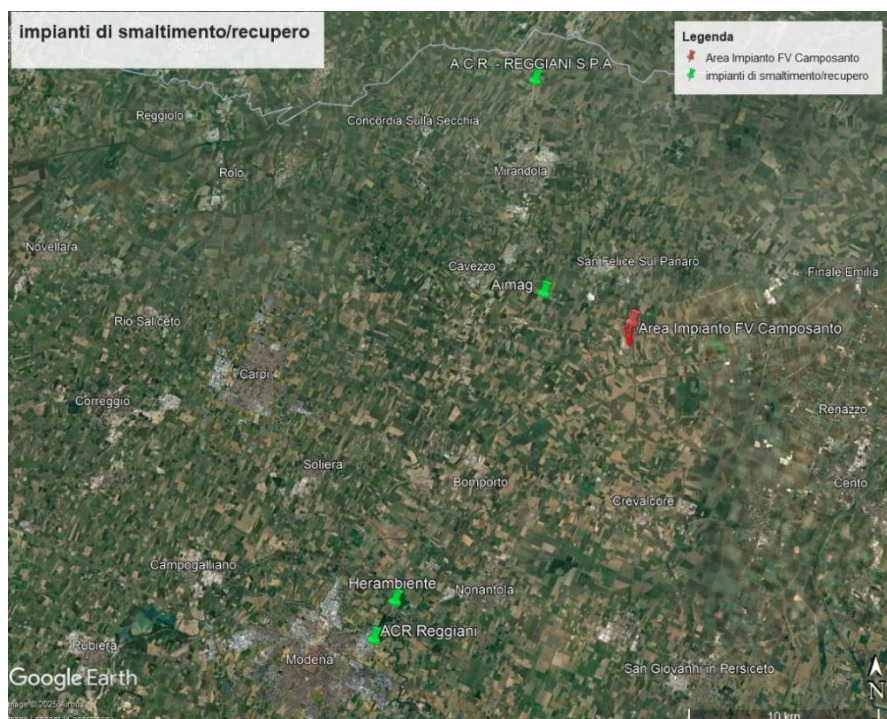 impianti di smaltimento/recupero
Legenda
Area Impianto FV Camposanto
impianti di smaltimento/recupero
A.C.R. - REGGIANI S.P.A
Reggiolo
Concordia Sulla Secchia
Rolo
Mirandola
Novellara
Cavezzo
San Felice Sul Panaro
Finale Emilia
Aimag
Rio Saliceto
Area Impianto FV Camposanto
Carpi
Correggio
Renazzo
Soliera
Bomporto
Cento
Crevalcore
Campogalliano
Herambiente
Nonantola
ACR Reggiani
Rubiera
Modena
San Giovanni in Persiceto
Google Earth
N
Image © 2025 Airbus
10 km